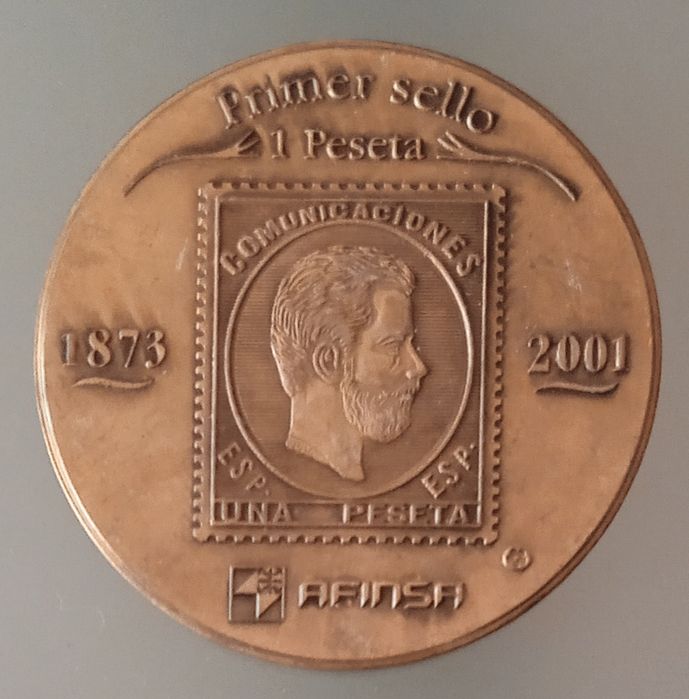 Primer sello
1 Peseta
COMUNICACIONES
1873
2001
ESP. ESP.
UNA PESETA
AFINSA